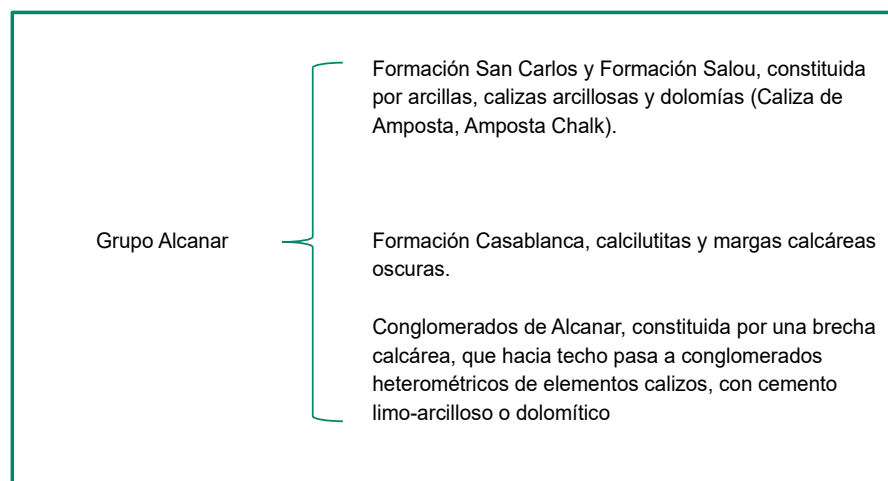 Formación San Carlos y Formación Salou, constituida
por arcillas, calizas arcillosas y dolomías (Caliza de
Amposta, Amposta Chalk).
Grupo Alcanar
Formación Casablanca, calcilutitas y margas calcáreas
oscuras.
Conglomerados de Alcanar, constituida por una brecha
calcárea, que hacia techo pasa a conglomerados
heterométricos de elementos calizos, con cemento
limo-arcilloso o dolomítico